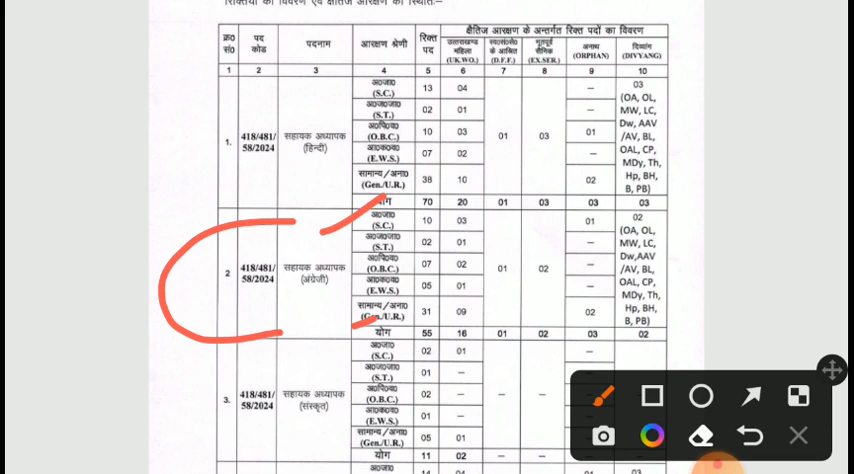 रिक्तियों का विवरण एवं क्षैतिज आरक्षण की स्थितिः–
क्र0 सं0 | पद कोड | पदनाम | आरक्षण श्रेणी | रिक्त पद | क्षैतिज आरक्षण के अन्तर्गत रिक्त पदों का विवरण
उत्तराखण्ड महिला (UK.WO.) | स्व0सं0से0 के आश्रित (D.F.F.) | भूतपूर्व सैनिक (EX.SER.) | अनाथ (ORPHAN) | दिव्यांग (DIVYANG)
1 | 2 | 3 | 4 | 5 | 6 | 7 | 8 | 9 | 10
1. | 418/481/58/2024 | सहायक अध्यापक (हिन्दी) | अ0जा0 (S.C.) | 13 | 04 | 01 | 03 | – | 03 (OA, OL, MW, LC, Dw, AAV /AV, BL, OAL, CP, MDy, Th, Hp, BH, B, PB)
अ0ज0जा0 (S.T.) | 02 | 01 | –
अ0पि0व0 (O.B.C.) | 10 | 03 | 01
आ0क0व0 (E.W.S.) | 07 | 02 | –
सामान्य/अना0 (Gen./U.R.) | 38 | 10 | 02
योग | 70 | 20 | 01 | 03 | 03 | 03
2 | 418/481/58/2024 | सहायक अध्यापक (अंग्रेजी) | अ0जा0 (S.C.) | 10 | 03 | 01 | 02 | 01 | 02 (OA, OL, MW, LC, Dw,AAV /AV, BL, OAL, CP, MDy, Th, Hp, BH, B, PB)
अ0ज0जा0 (S.T.) | 02 | 01 | –
अ0पि0व0 (O.B.C.) | 07 | 02 | –
आ0क0व0 (E.W.S.) | 05 | 01 | –
सामान्य/अना0 (Gen./U.R.) | 31 | 09 | 02
योग | 55 | 16 | 01 | 02 | 03 | 02
3. | 418/481/58/2024 | सहायक अध्यापक (संस्कृत) | अ0जा0 (S.C.) | 02 | 01 | – | – | –
अ0ज0जा0 (S.T.) | 01 | –
अ0पि0व0 (O.B.C.) | 02 | –
आ0क0व0 (E.W.S.) | 01 | –
सामान्य/अना0 (Gen./U.R.) | 05 | 01
योग | 11 | 02 | – | –
अ0जा0